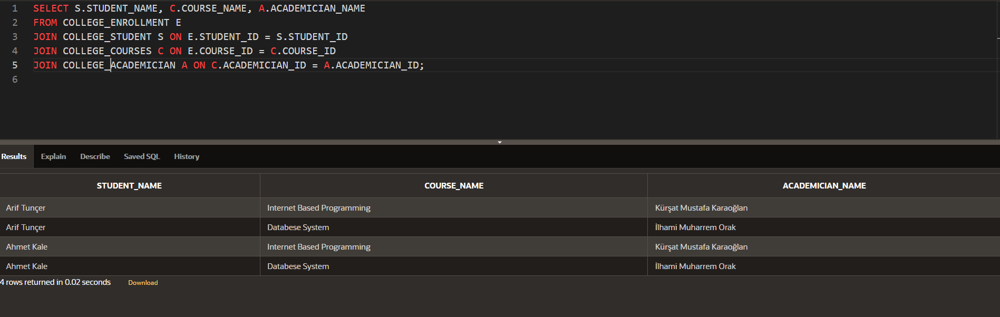 1 SELECT S.STUDENT_NAME, C.COURSE_NAME, A.ACADEMICIAN_NAME
2 FROM COLLEGE_ENROLLMENT E
3 JOIN COLLEGE_STUDENT S ON E.STUDENT_ID = S.STUDENT_ID
4 JOIN COLLEGE_COURSES C ON E.COURSE_ID = C.COURSE_ID
5 JOIN COLLEGE_ACADEMICIAN A ON C.ACADEMICIAN_ID = A.ACADEMICIAN_ID;
6
Results Explain Describe Saved SQL History
STUDENT_NAME COURSE_NAME ACADEMICIAN_NAME
Arif Tunçer Internet Based Programming Kürşat Mustafa Karaoğlan
Arif Tunçer Databese System İlhami Muharrem Orak
Ahmet Kale Internet Based Programming Kürşat Mustafa Karaoğlan
Ahmet Kale Databese System İlhami Muharrem Orak
4 rows returned in 0.02 seconds Download